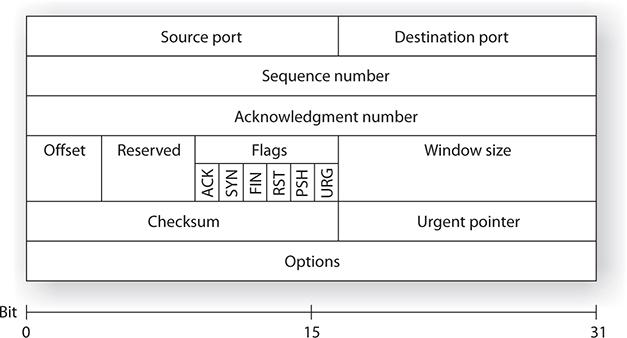 Source port Destination port
Sequence number
Acknowledgment number
Offset Reserved Flags Window size
ACK SYN FIN RST PSH URG
Checksum Urgent pointer
Options
Bit
0 15 31